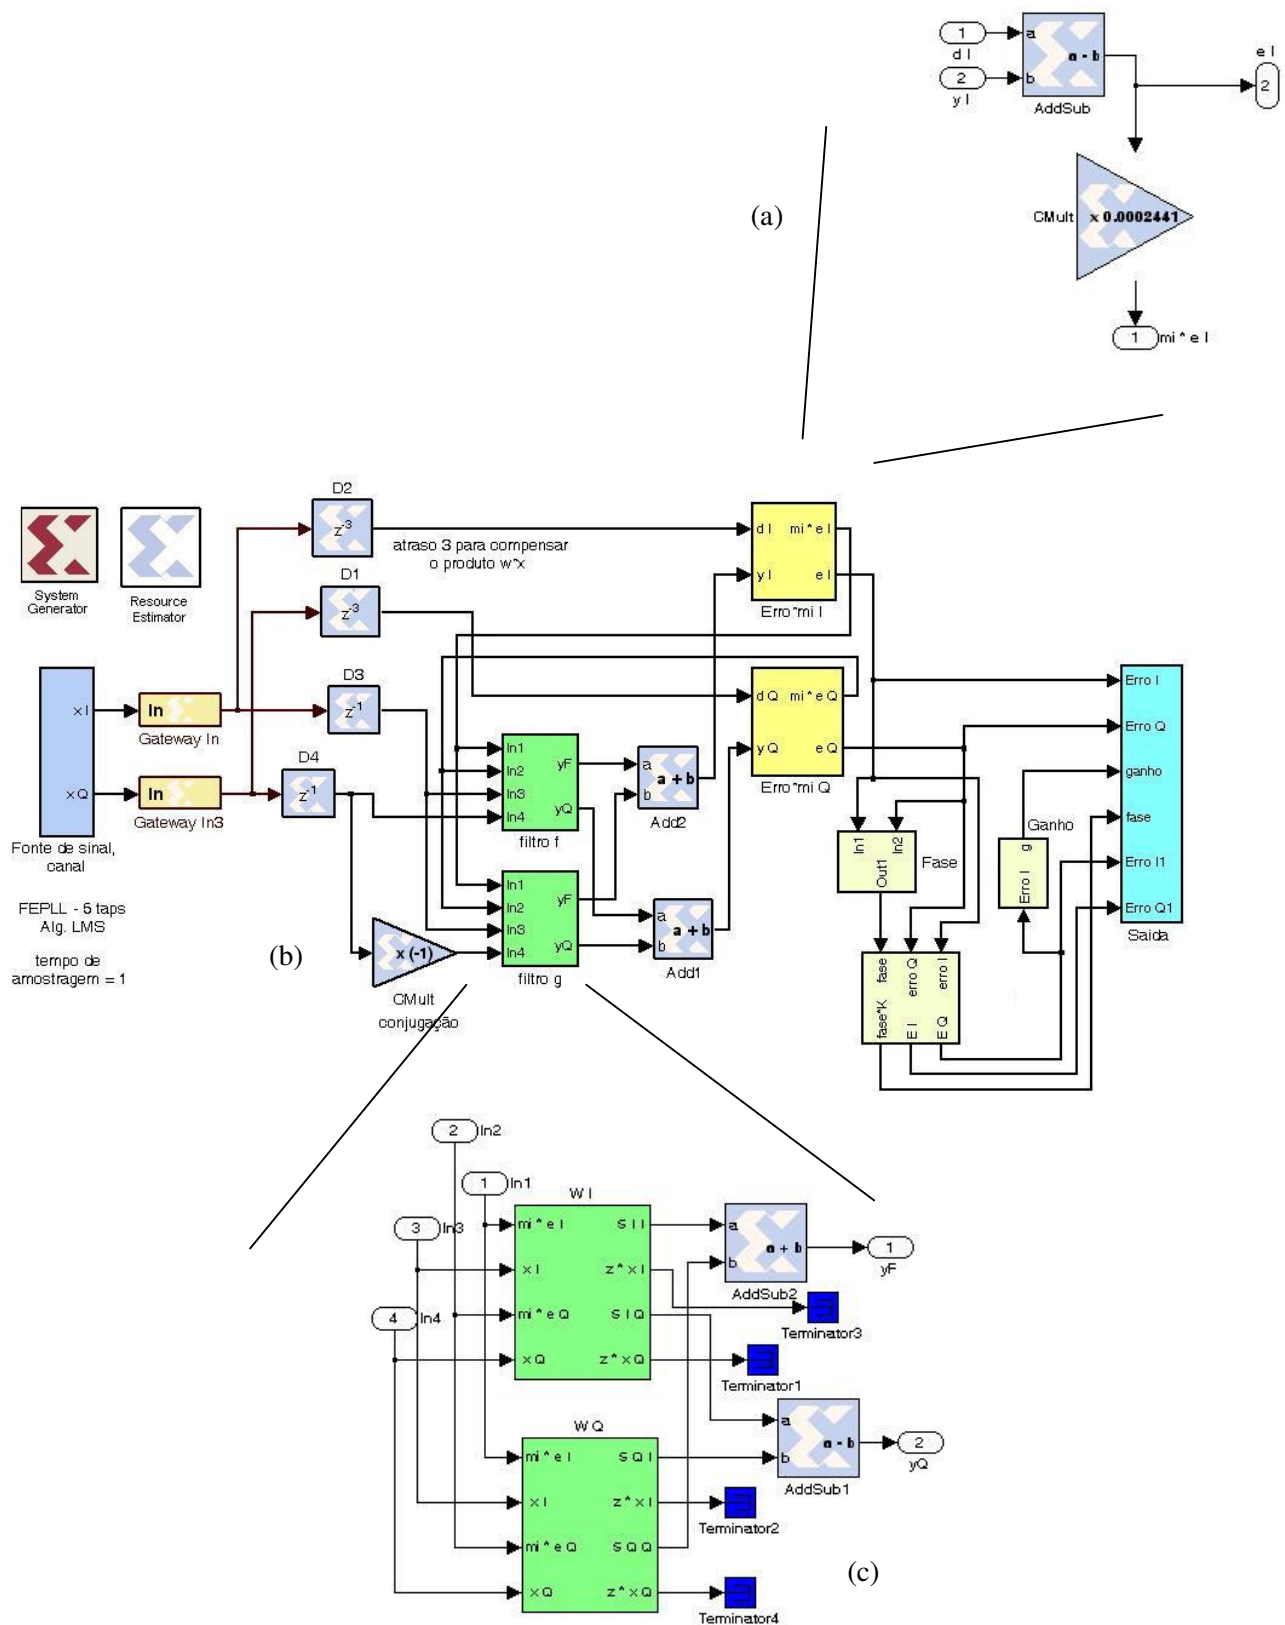 1
d I
2
y I
a
b
a - b
AddSub
e I
2
(a)
CMult
x 0.0002441
1
mi * e I
System
Generator
Resource
Estimator
D2
z-3
atraso 3 para compensar
o produto w*x
D1
z-3
D3
z-1
D4
z-1
x I
x Q
Fonte de sinal,
canal
In
Gateway In
In
Gateway In3
FEPLL - 5 taps
Alg. LMS
tempo de
amostragem = 1
(b)
x (-1)
CMult
conjugação
In1
In2
In3
In4
yF
yQ
filtro f
In1
In2
In3
In4
yF
yQ
filtro g
a
b
a + b
Add2
a
b
a + b
Add1
d I
y I
mi * e I
e I
Erro*mi I
d Q
y Q
mi * e Q
e Q
Erro*mi Q
In1
In2
Out1
Fase
fase
erro Q
erro I
fase*K
E I
E Q
Ganho
g
Erro I
Erro I
Erro Q
ganho
fase
Erro I1
Erro Q1
Saida
2
In2
1
In1
3
In3
4
In4
W I
mi * e I
x I
mi * e Q
x Q
S I I
z * x I
S I Q
z * x Q
a
b
a + b
AddSub2
1
yF
Terminator3
Terminator1
W Q
mi * e I
x I
mi * e Q
x Q
S Q I
z * x I
S Q Q
z * x Q
a
b
a - b
AddSub1
2
yQ
Terminator2
Terminator4
(c)